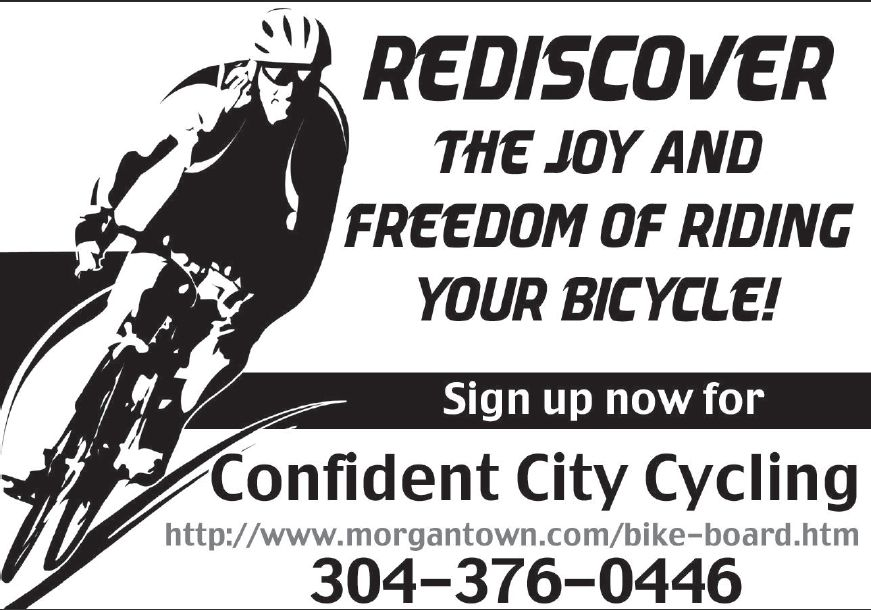 REDISCOVER
THE JOY AND
FREEDOM OF RIDING
YOUR BICYCLE!
Sign up now for
Confident City Cycling
http://www.morgantown.com/bike-board.htm
304-376-0446